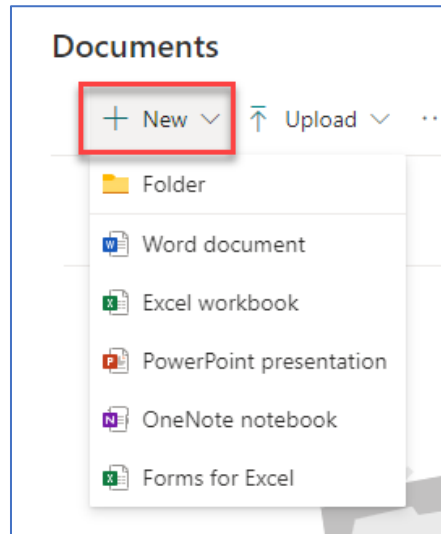 Documents
+ New Upload ...
Folder
Word document
Excel workbook
PowerPoint presentation
OneNote notebook
Forms for Excel